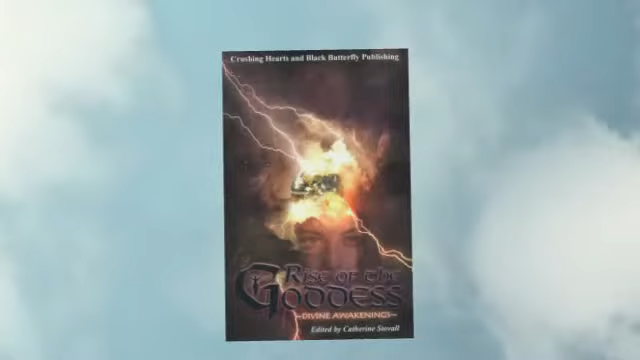 Crushing Hearts and Black Butterfly Publishing
Rise of the
Goddess
~Divine Awakenings~
Edited by Catherine Stovall